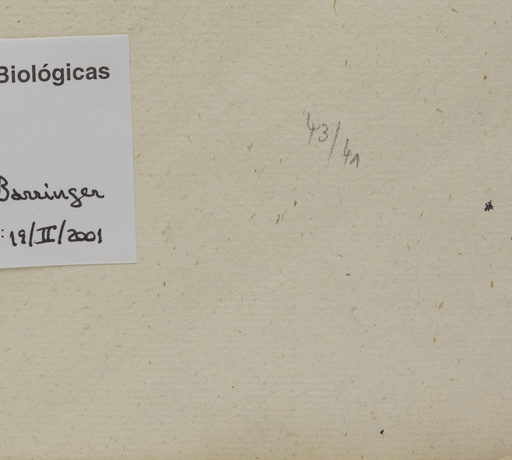 Biológicas
43/41
Barringer
: 19/II/2001